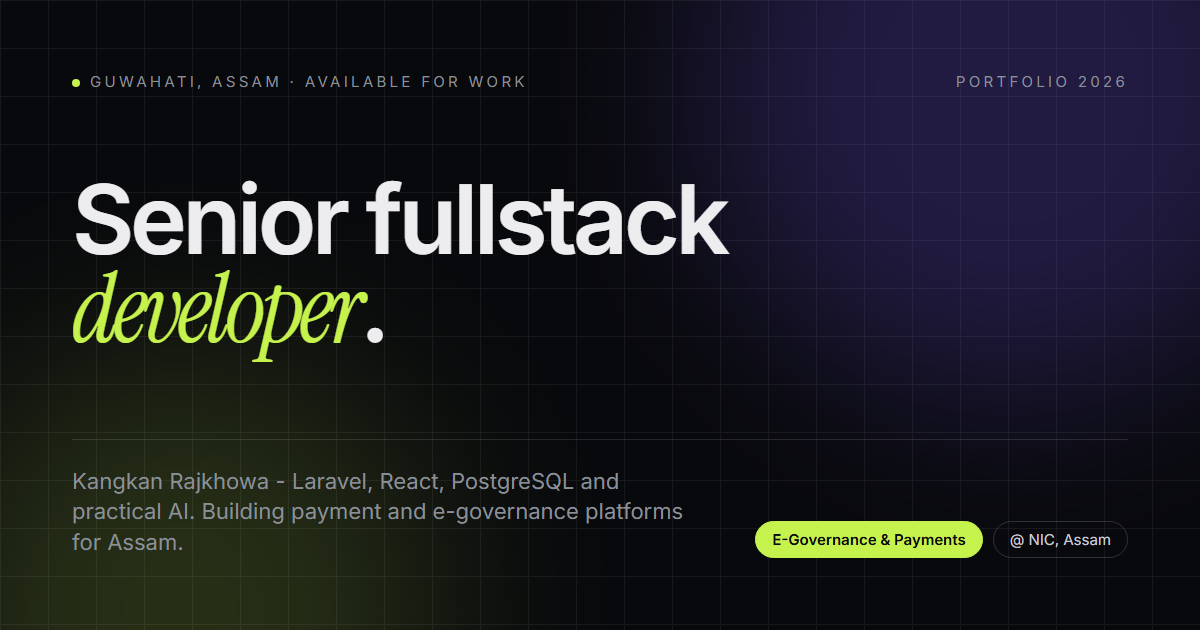 GUWAHATI, ASSAM · AVAILABLE FOR WORK
PORTFOLIO 2026
Senior fullstack
developer.
Kangkan Rajkhowa - Laravel, React, PostgreSQL and
practical AI. Building payment and e-governance platforms
for Assam.
E-Governance & Payments
@ NIC, Assam